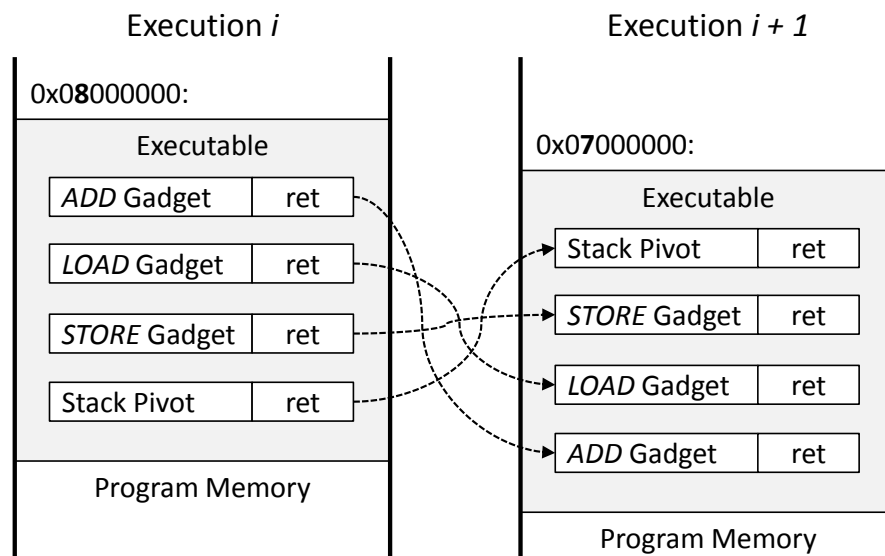 Execution i
0x08000000:
Executable
ADD Gadget ret
LOAD Gadget ret
STORE Gadget ret
Stack Pivot ret
Program Memory
Execution i + 1
0x07000000:
Executable
Stack Pivot ret
STORE Gadget ret
LOAD Gadget ret
ADD Gadget ret
Program Memory